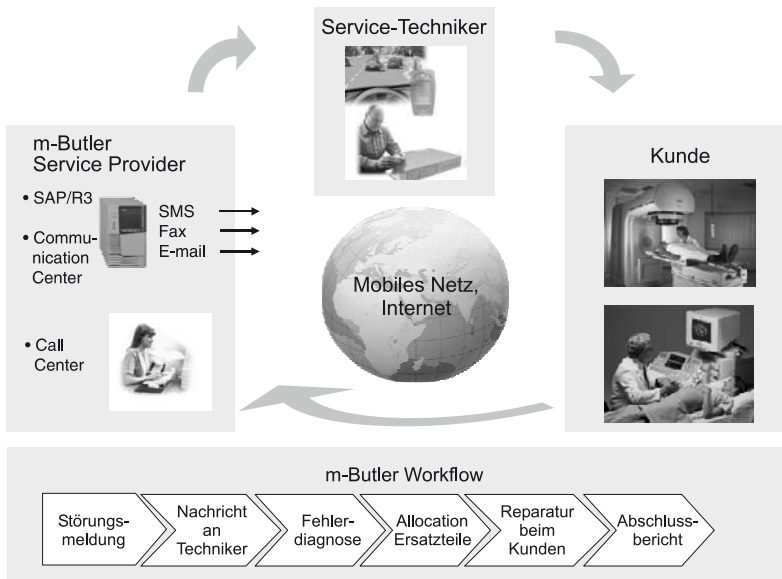 Service-Techniker
m-Butler
Service Provider
• SAP/R3
• Commu-
nication
Center
SMS
Fax
E-mail
• Call
Center
Mobiles Netz,
Internet
Kunde
m-Butler Workflow
Störungs-
meldung
Nachricht
an
Techniker
Fehler-
diagnose
Allocation
Ersatzteile
Reparatur
beim
Kunden
Abschluss-
bericht